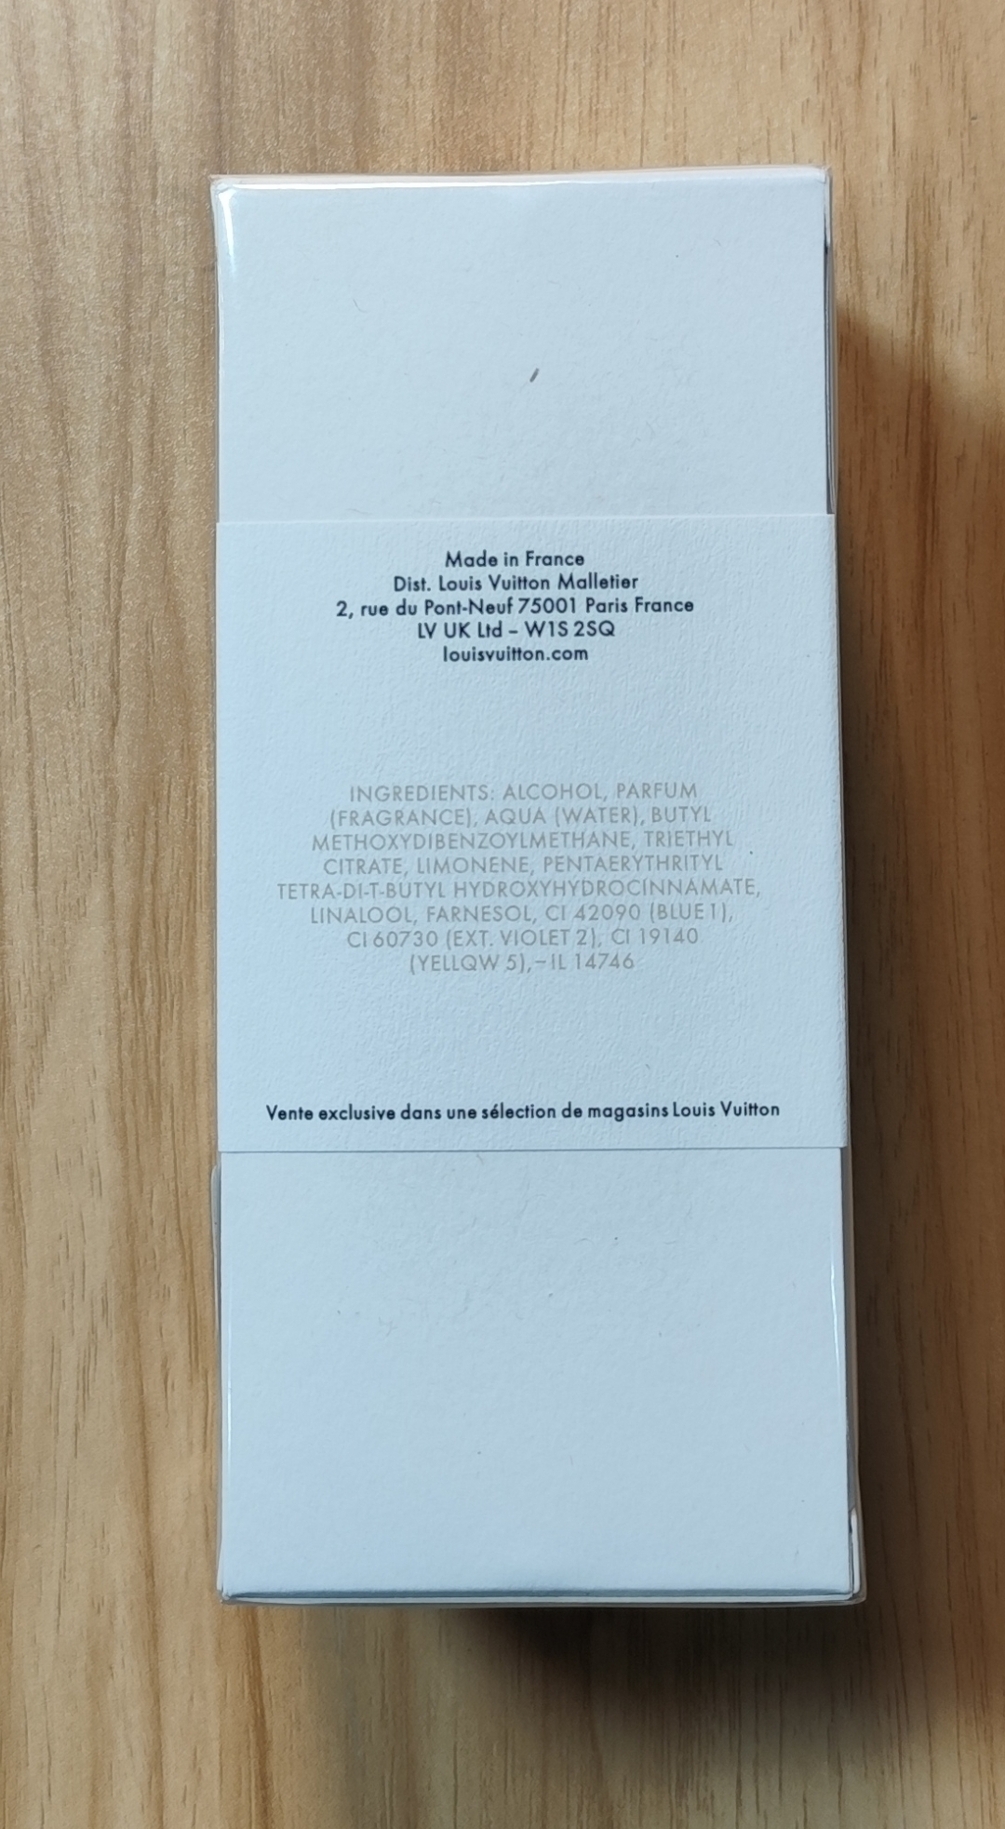 Made in France
Dist. Louis Vuitton Malletier
2, rue du Pont-Neuf 75001 Paris France
LV UK Ltd – W1S 2SQ
louisvuitton.com
INGREDIENTS: ALCOHOL, PARFUM
(FRAGRANCE), AQUA (WATER), BUTYL
METHOXYDIBENZOYLMETHANE, TRIETHYL
CITRATE, LIMONENE, PENTAERYTHRITYL
TETRA-DI-T-BUTYL HYDROXYHYDROCINNAMATE,
LINALOOL, FARNESOL, CI 42090 (BLUE 1),
CI 60730 (EXT. VIOLET 2), CI 19140
(YELLOW 5),–IL 14746
Vente exclusive dans une sélection de magasins Louis Vuitton